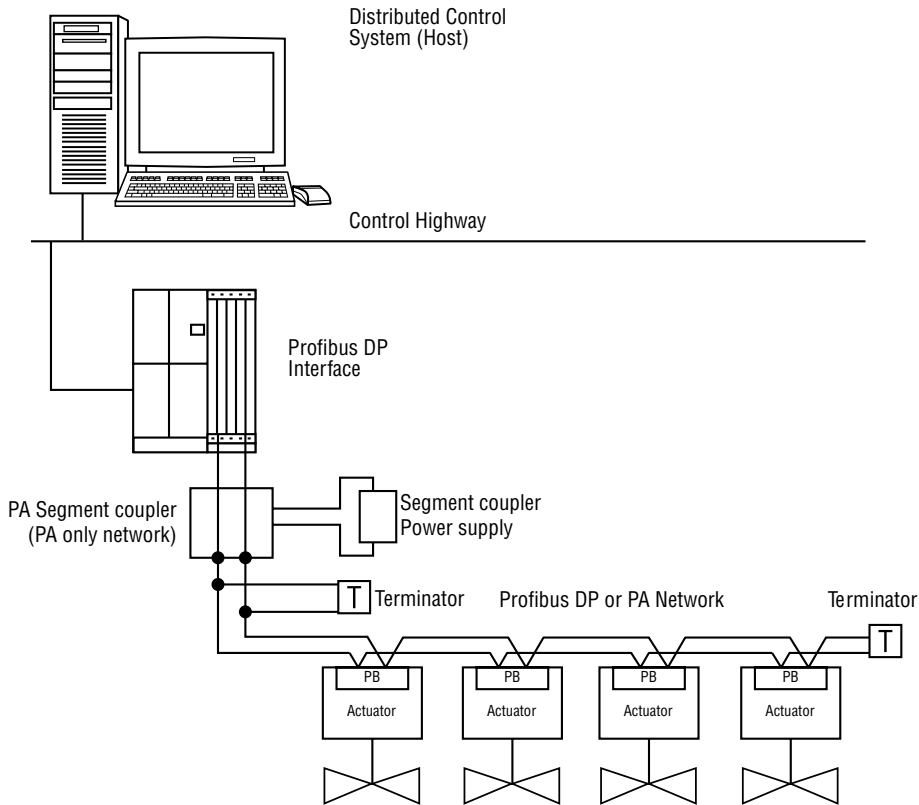 Distributed Control
System (Host)
Control Highway
Profibus DP
Interface
PA Segment coupler
(PA only network)
Segment coupler
Power supply
T
Terminator
Profibus DP or PA Network
Terminator
T
PB
PB
PB
PB
Actuator
Actuator
Actuator
Actuator